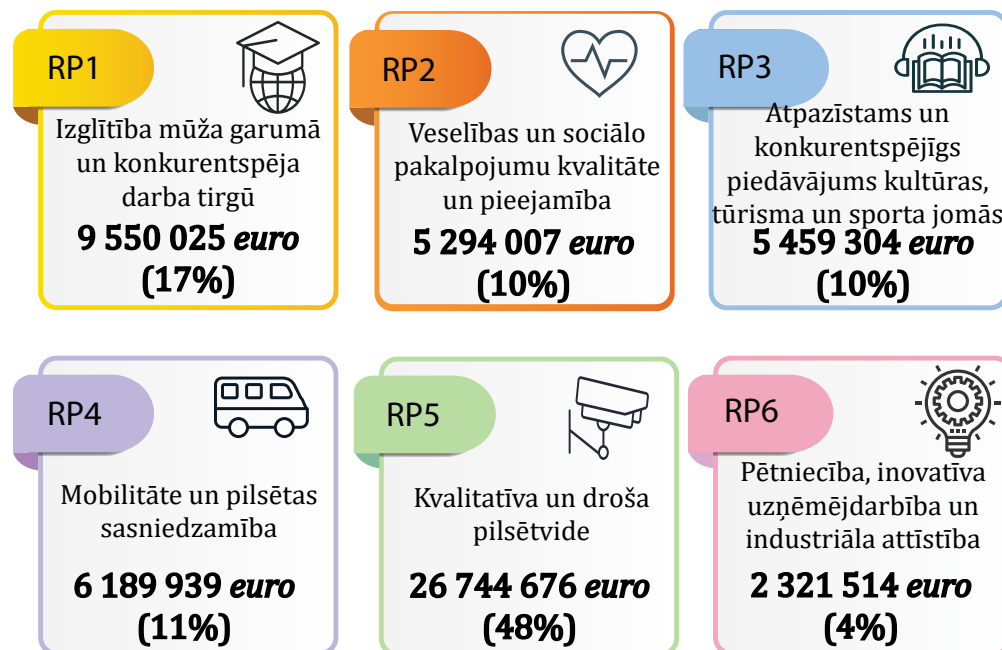 RP1
Izglītība mūža garumā
un konkurentspēja
darba tirgū
9 550 025 euro
(17%)
RP2
Veselības un sociālo
pakalpojumu kvalitāte
un pieejamība
5 294 007 euro
(10%)
RP3
Atpazīstams un
konkurentspējīgs
piedāvājums kultūras,
tūrisma un sporta jomās
5 459 304 euro
(10%)
RP4
Mobilitāte un pilsētas
sasniedzamība
6 189 939 euro
(11%)
RP5
Kvalitatīva un droša
pilsētvide
26 744 676 euro
(48%)
RP6
Pētniecība, inovatīva
uzņēmējdarbība un
industriāla attīstība
2 321 514 euro
(4%)